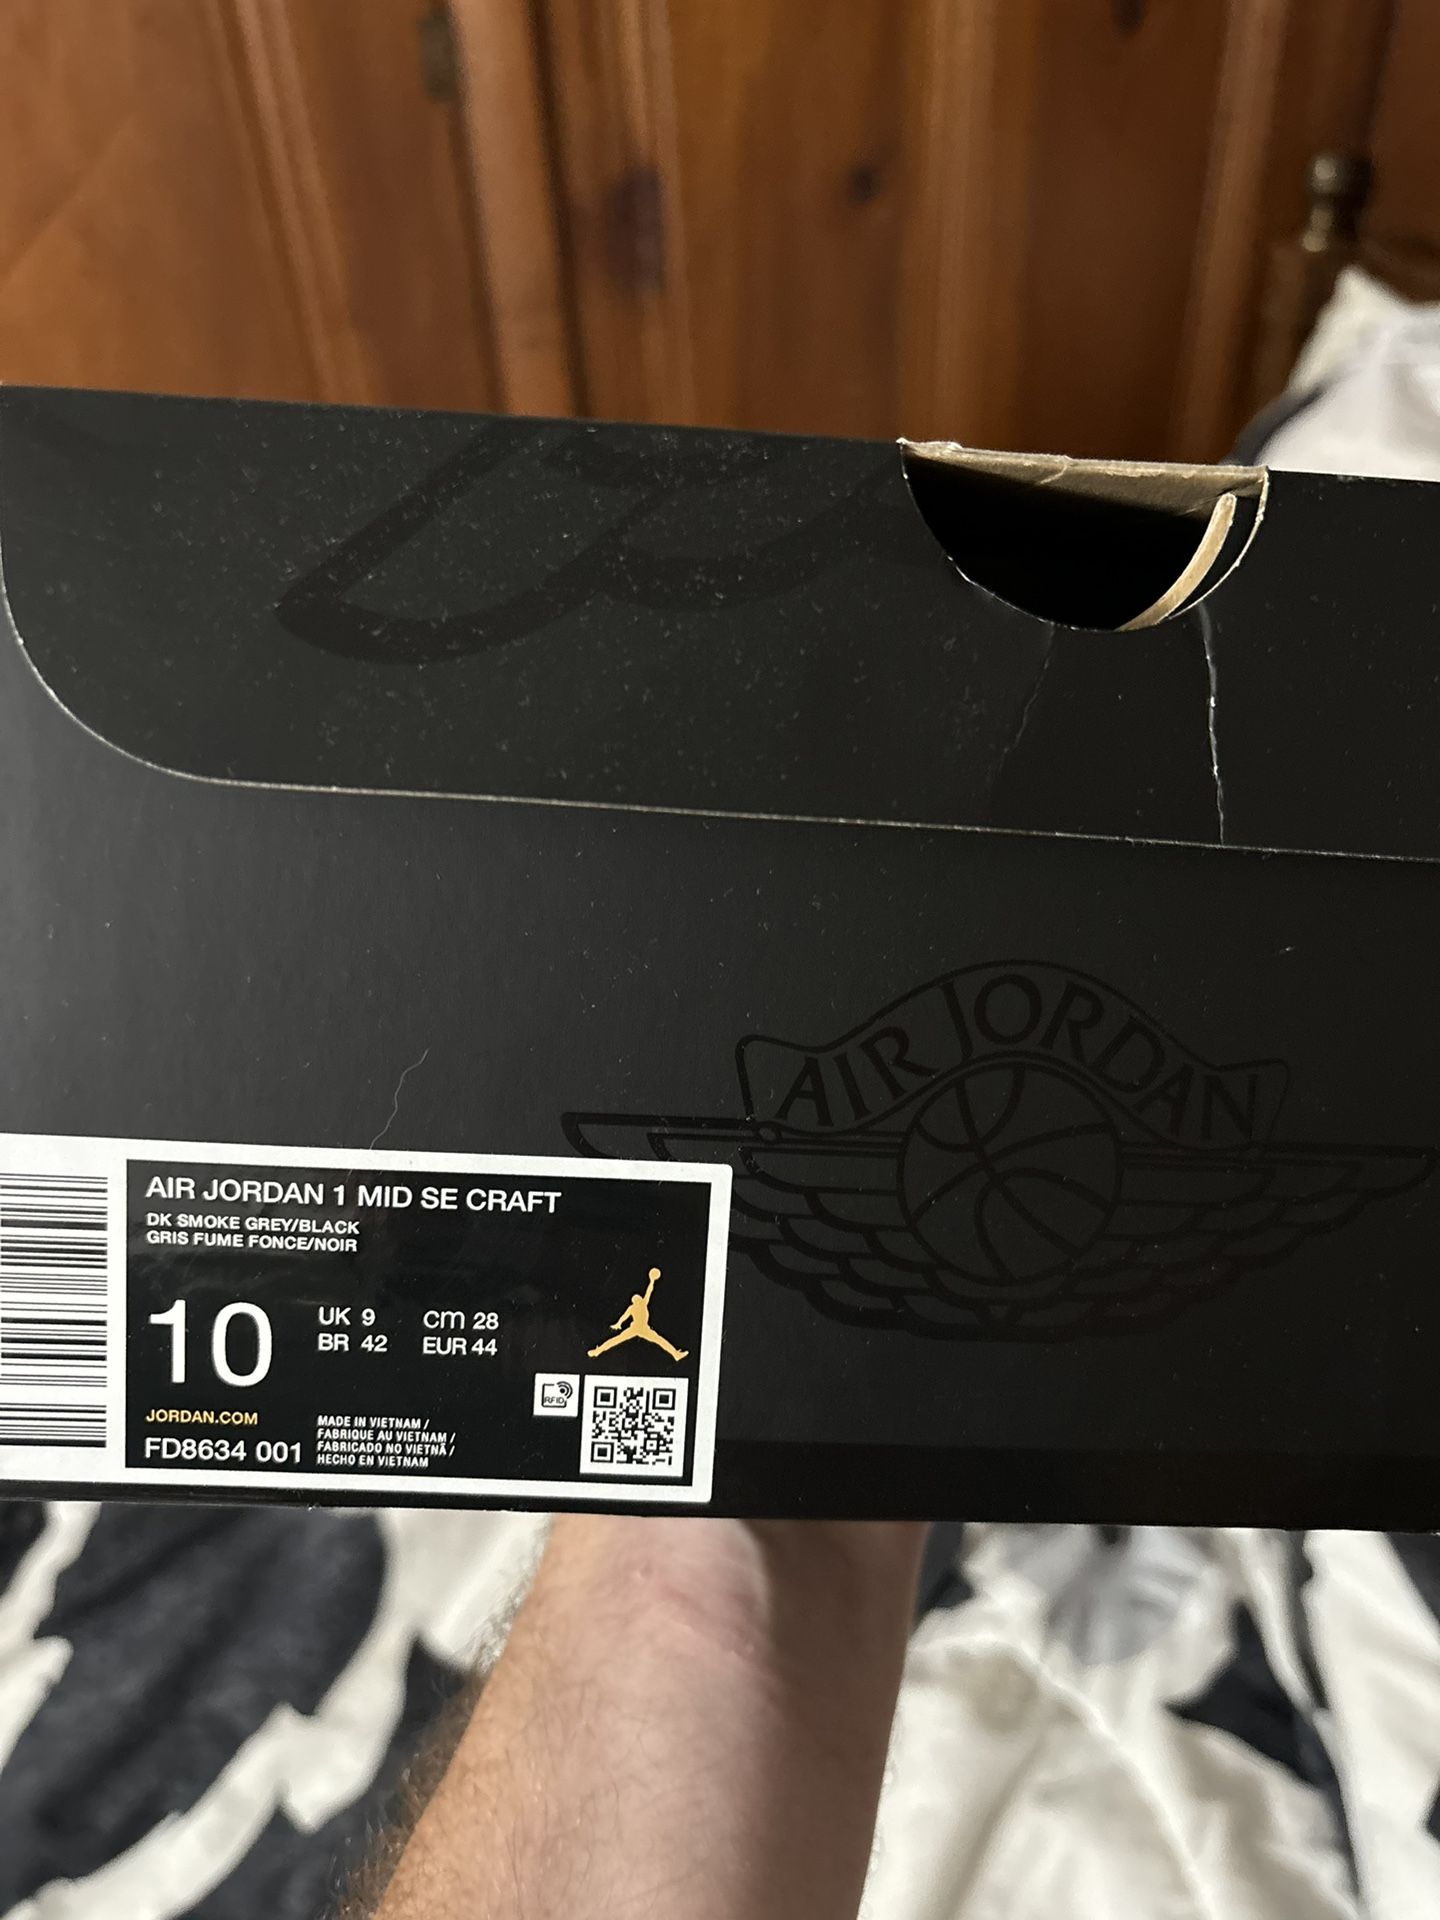 AIR JORDAN
AIR JORDAN 1 MID SE CRAFT
DK SMOKE GREY/BLACK
GRIS FUME FONCE/NOIR
10
UK 9
cm 28
BR 42
EUR 44
RFID
JORDAN.COM
FD8634 001
MADE IN VIETNAM /
FABRIQUE AU VIETNAM /
FABRICADO NO VIETNÃ /
HECHO EN VIETNAM